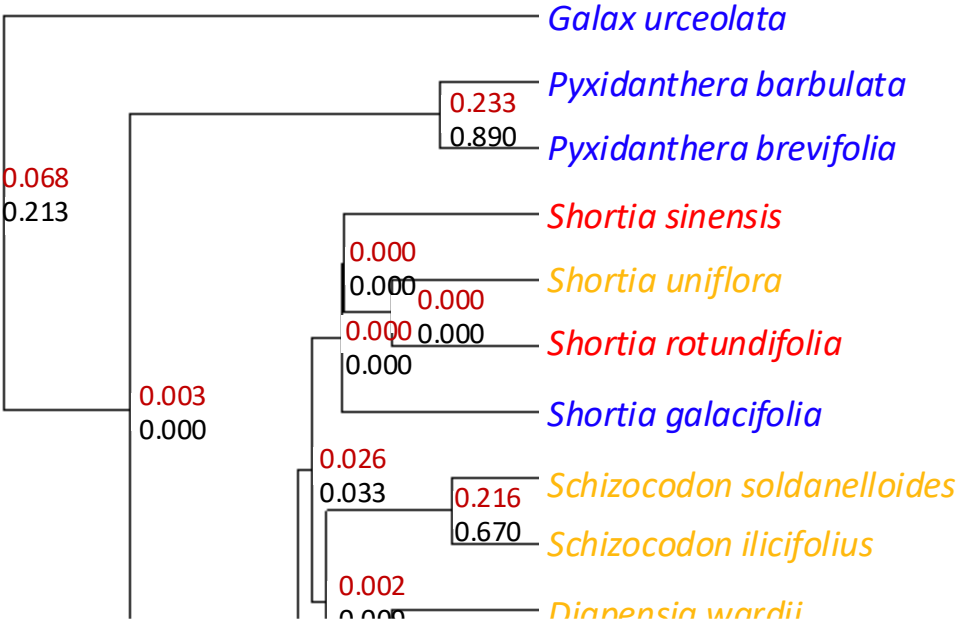 Galax urceolata
Pyxidanthera barbulata
0.233
0.890
Pyxidanthera brevifolia
0.068
0.213
Shortia sinensis
0.000
0.000
Shortia uniflora
0.000
0.000
0.000
0.000
Shortia rotundifolia
0.003
0.000
Shortia galacifolia
0.026
0.033
Schizocodon soldanelloides
0.216
0.670
Schizocodon ilicifolius
0.002
Diapensia wardii